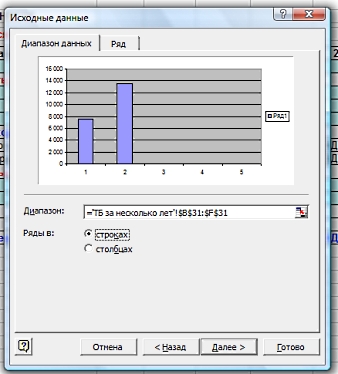 Исходные данные
Диапазон данных Ряд
16 000
14 000
12 000
10 000
8 000
6 000
4 000
2 000
0
1 2 3 4 5
Ряд1
Диапазон: ='ТБ за несколько лет'!$B$31:$F$31
Ряды в: строках
столбцах
Отмена < Назад Далее > Готово